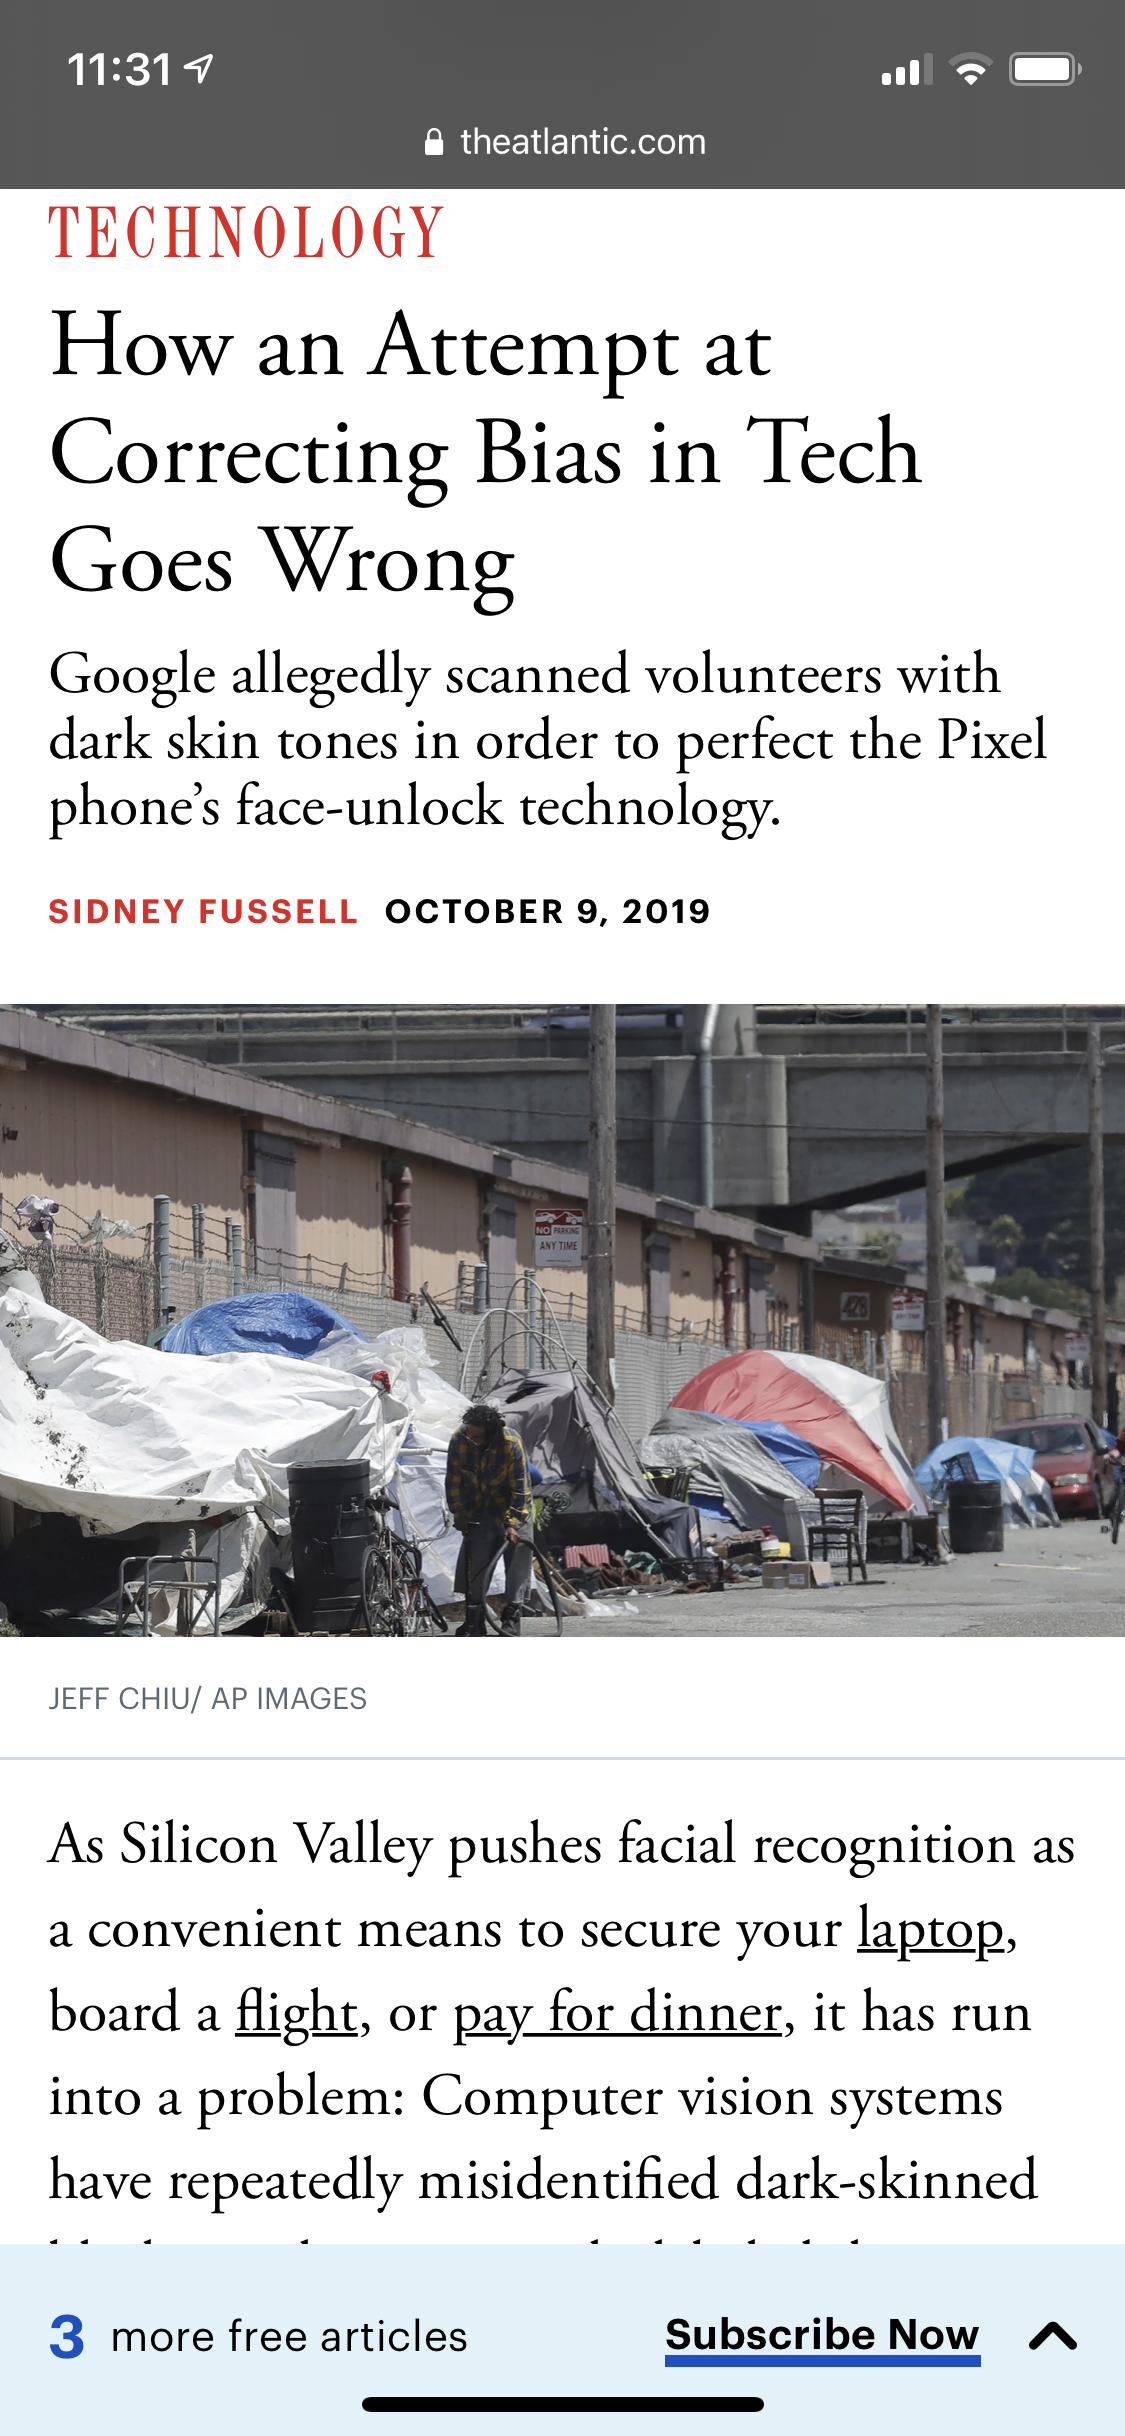 11:31
theatlantic.com
TECHNOLOGY
How an Attempt at
Correcting Bias in Tech
Goes Wrong
Google allegedly scanned volunteers with
dark skin tones in order to perfect the Pixel
phone’s face-unlock technology.
SIDNEY FUSSELL OCTOBER 9, 2019
NO PARKING
ANY TIME
428
JEFF CHIU/ AP IMAGES
As Silicon Valley pushes facial recognition as
a convenient means to secure your laptop,
board a flight, or pay for dinner, it has run
into a problem: Computer vision systems
have repeatedly misidentified dark-skinned
3 more free articles
Subscribe Now